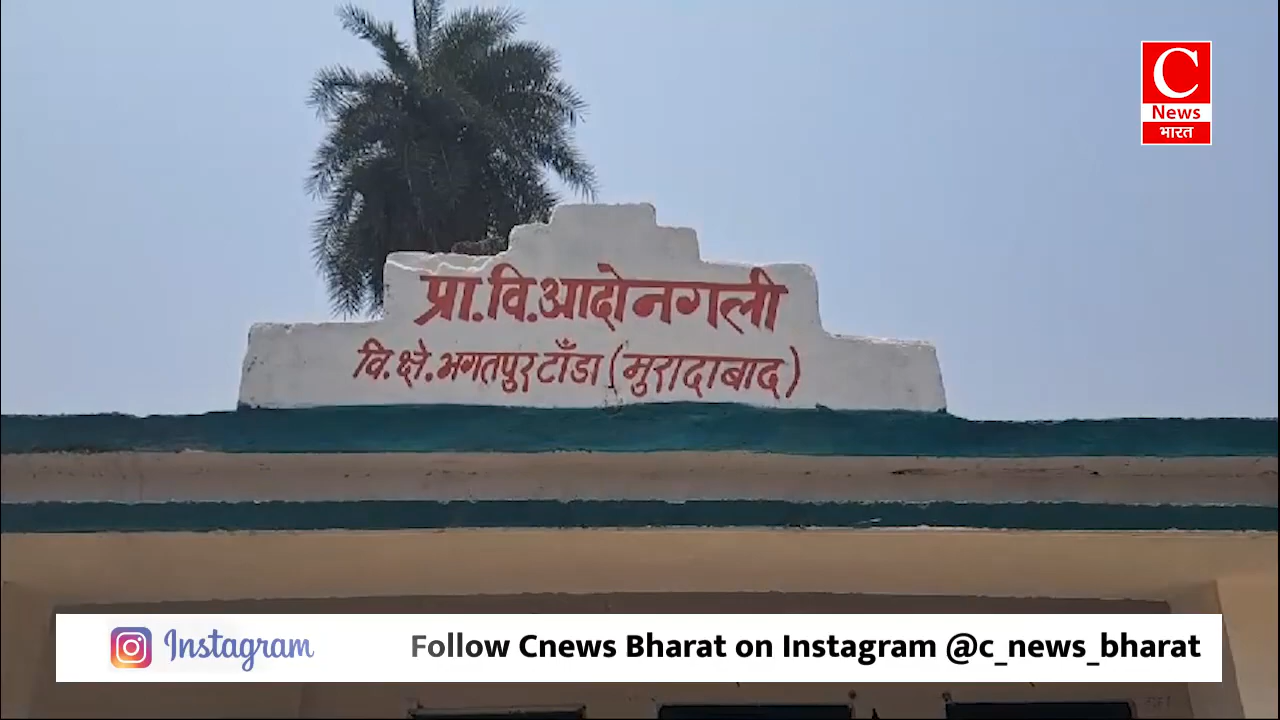 C
News
भारत
प्रा.वि.आदोनगली
वि.क्षे.भगतपुर टाँडा (मुरादाबाद)
Instagram
Follow Cnews Bharat on Instagram @c_news_bharat